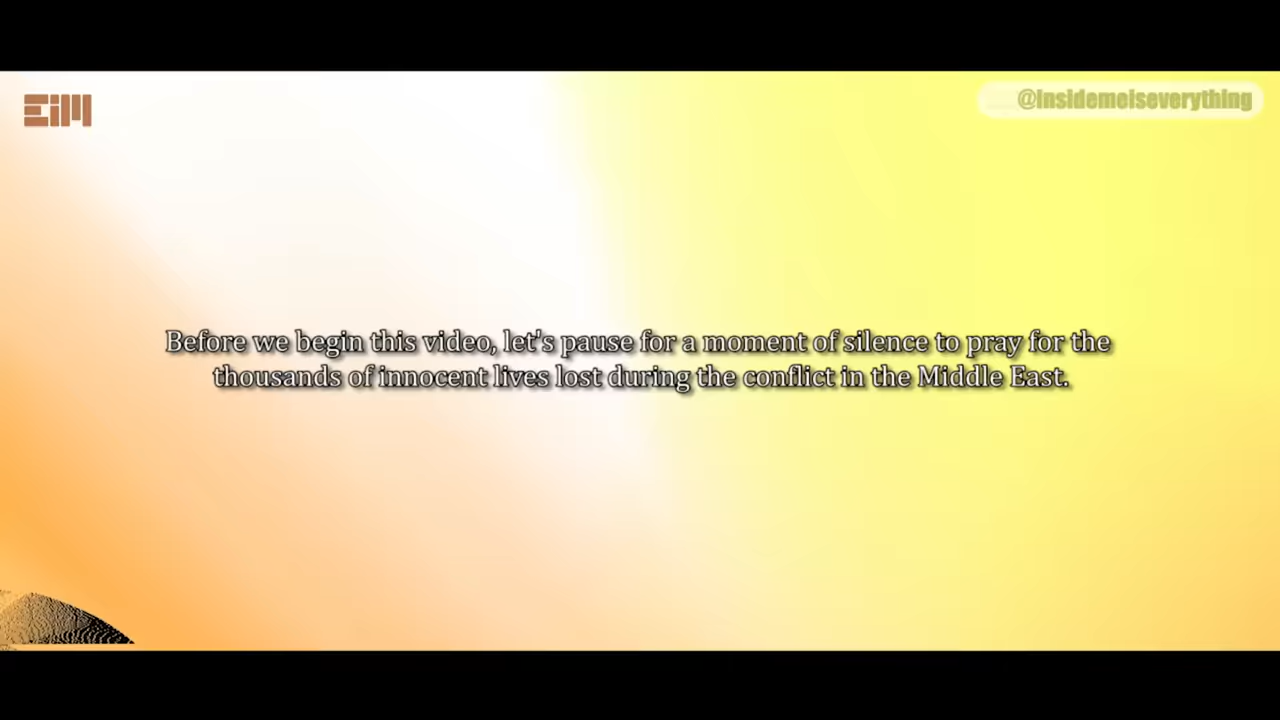 EiM
@insidemeiseverything
Before we begin this video, let's pause for a moment of silence to pray for the
thousands of innocent lives lost during the conflict in the Middle East.